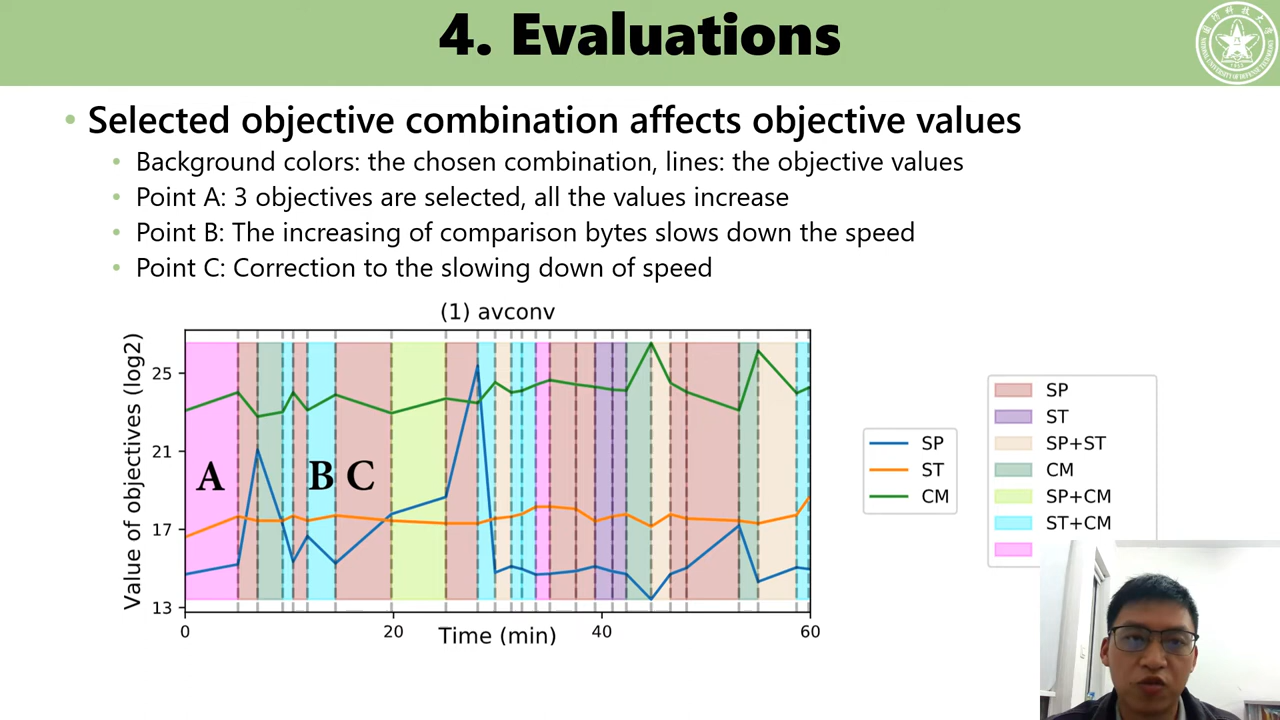 4. Evaluations
• Selected objective combination affects objective values
• Background colors: the chosen combination, lines: the objective values
• Point A: 3 objectives are selected, all the values increase
• Point B: The increasing of comparison bytes slows down the speed
• Point C: Correction to the slowing down of speed
(1) avconv
Value of objectives (log2)
25
21
17
13
A
B
C
0
20
40
60
Time (min)
SP
ST
CM
SP
ST
SP+ST
CM
SP+CM
ST+CM